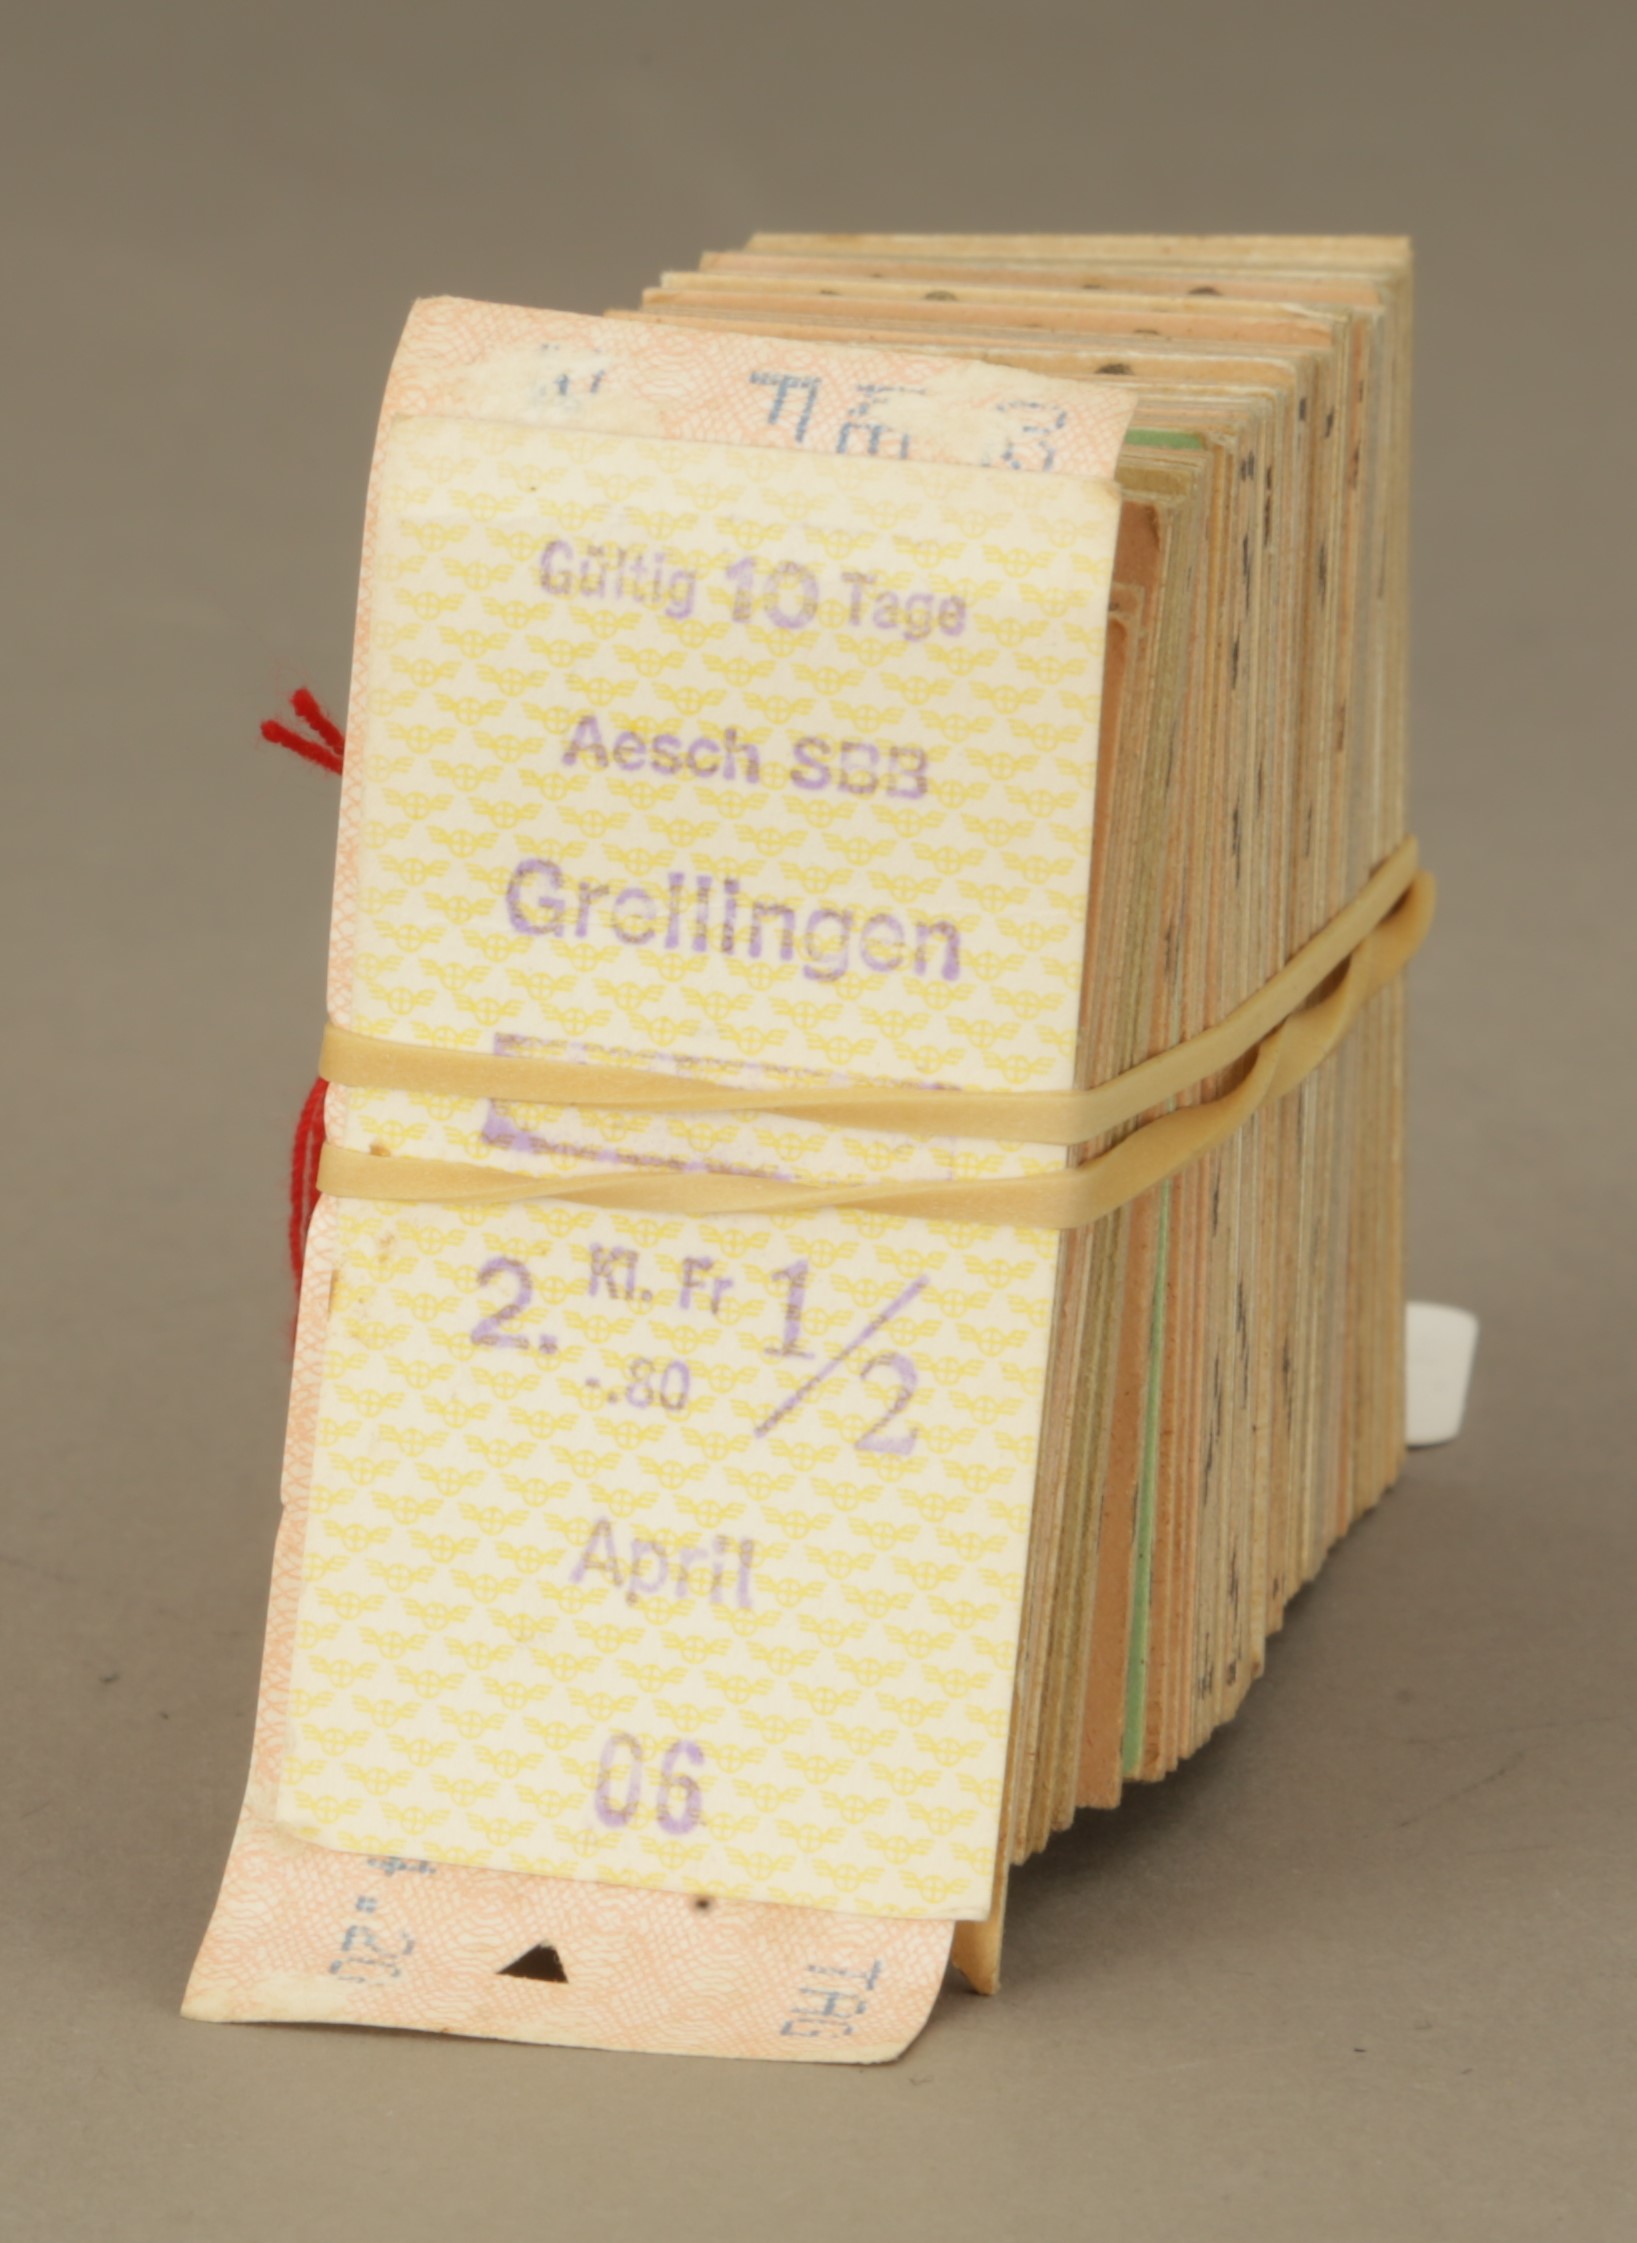 Gültig 10 Tage
Aesch SBB
Grellingen
2. Kl. Fr 1/2
-.80
April
06